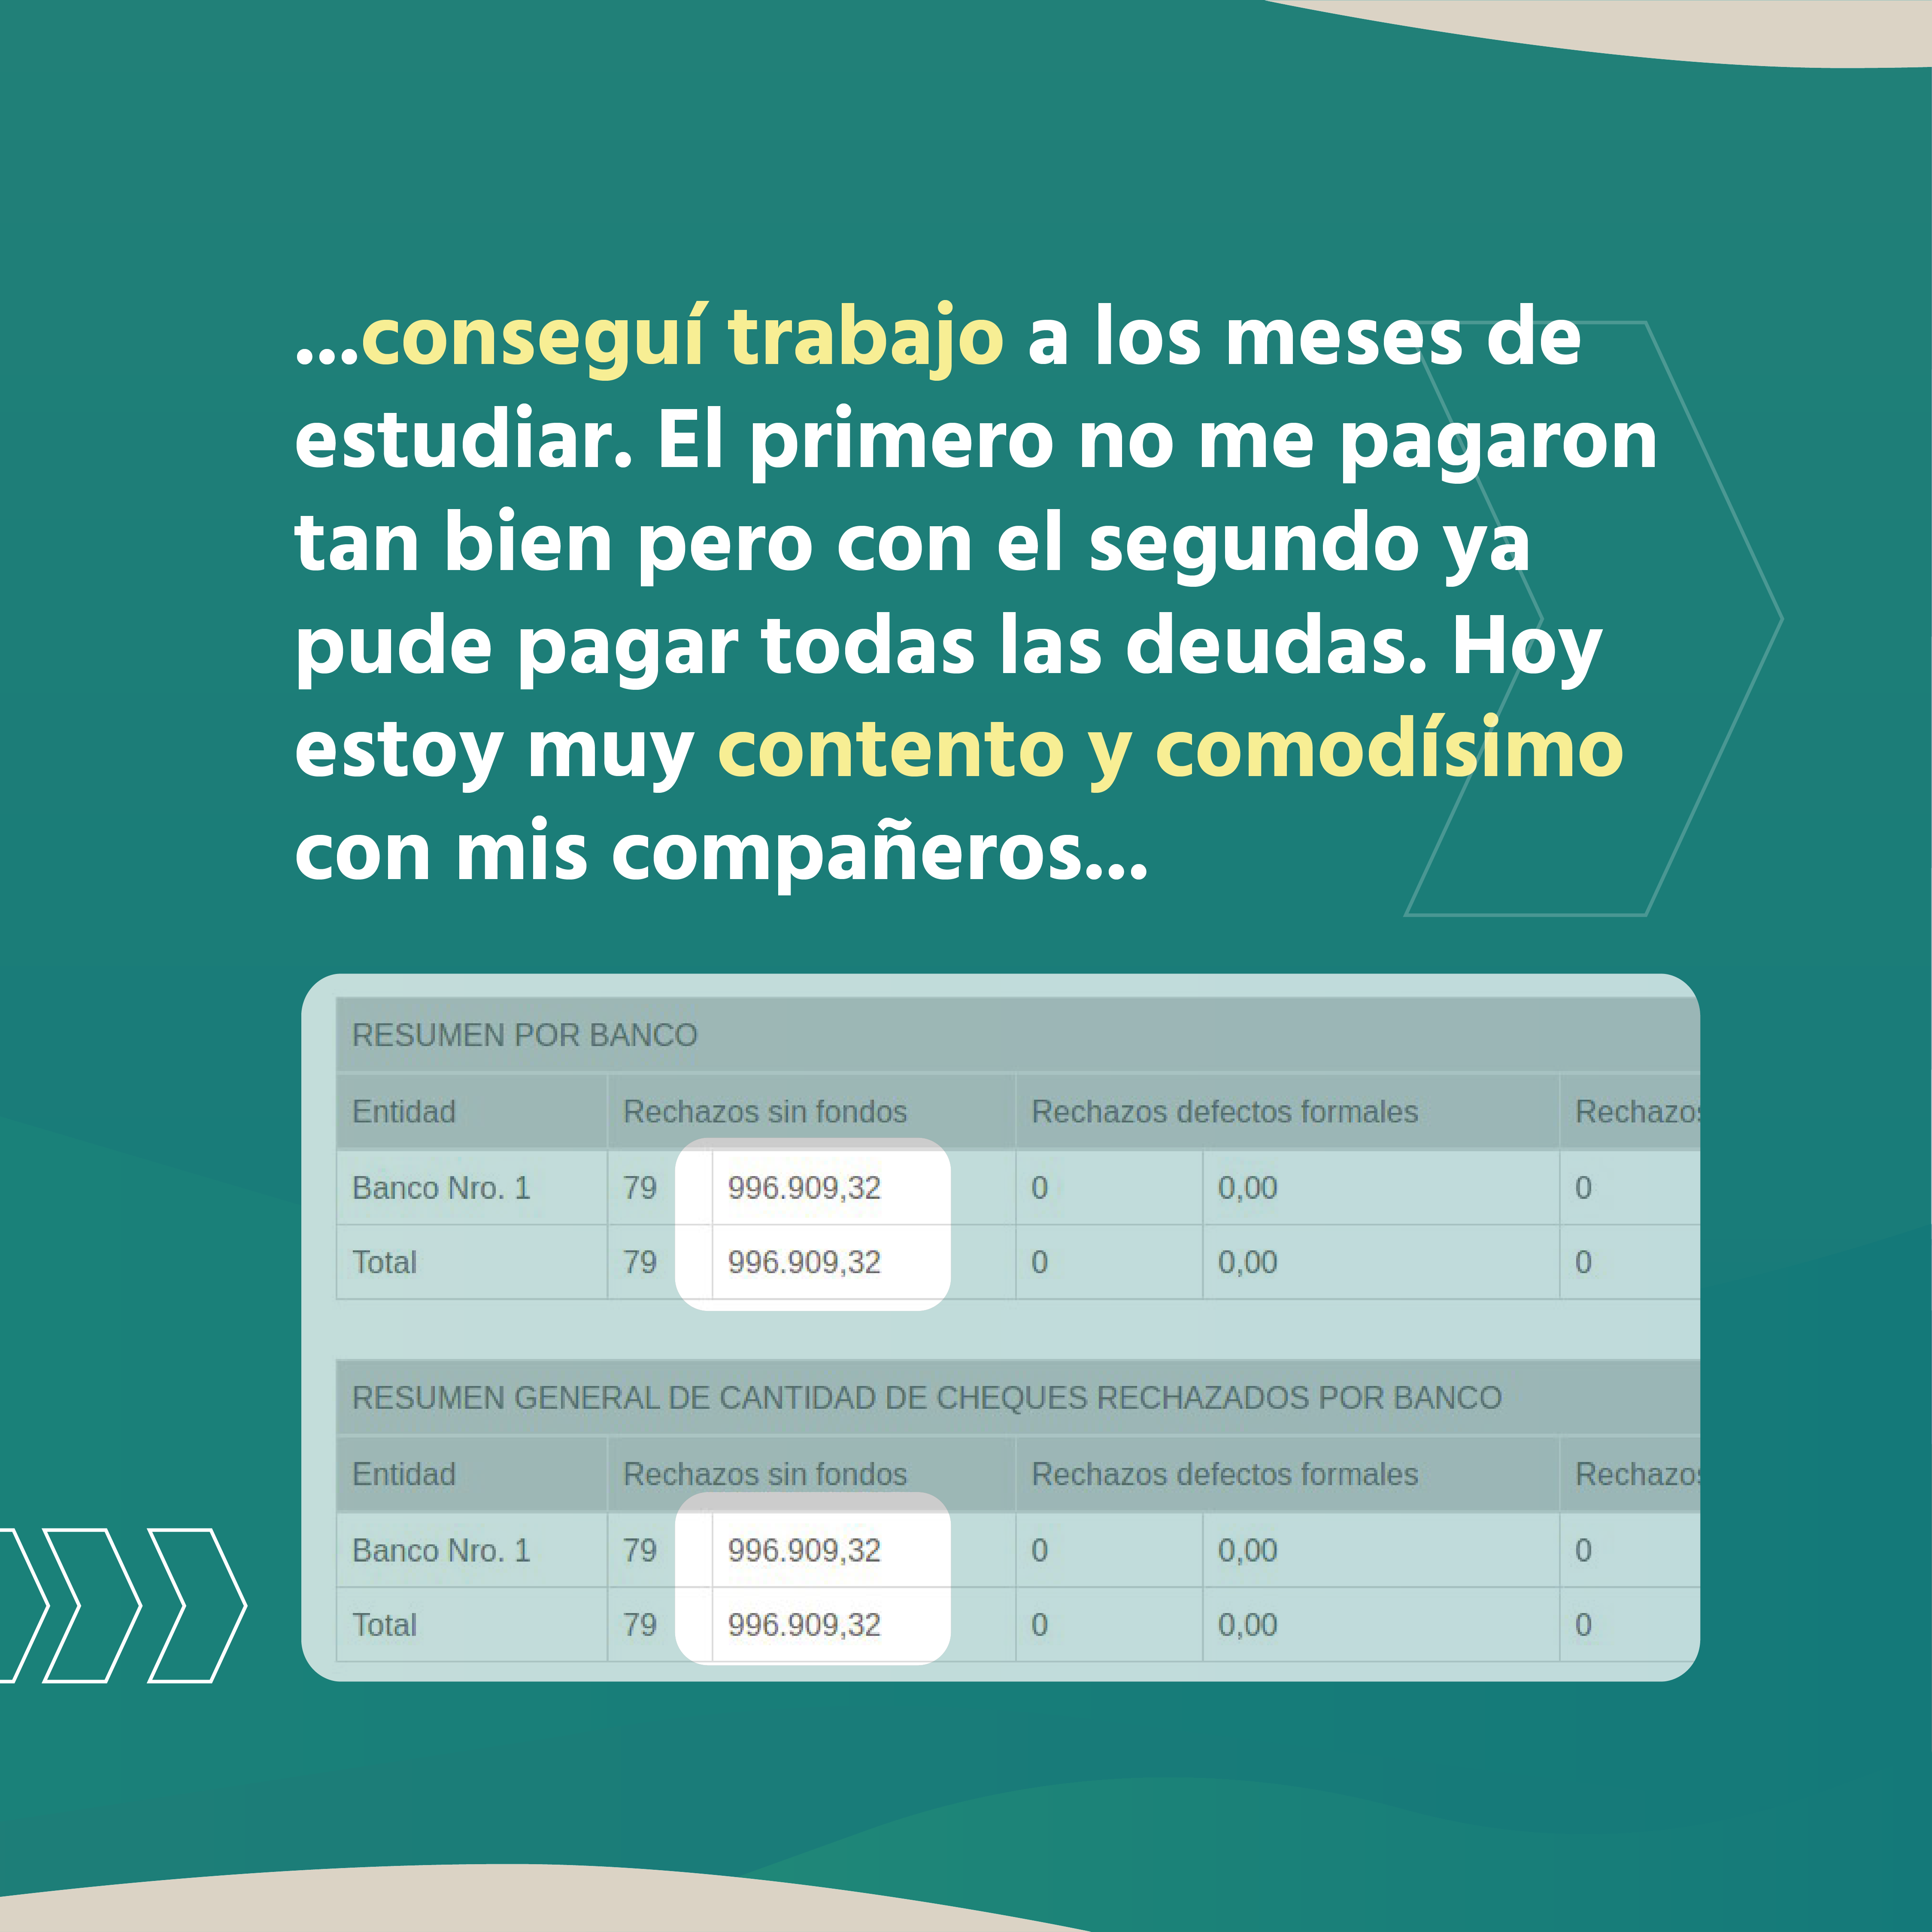 ...conseguí trabajo a los meses de
estudiar. El primero no me pagaron
tan bien pero con el segundo ya
pude pagar todas las deudas. Hoy
estoy muy contento y comodísimo
con mis compañeros...
RESUMEN POR BANCO
Entidad Rechazos sin fondos Rechazos defectos formales Rechazos
Banco Nro. 1 79 996.909,32 0 0,00 0
Total 79 996.909,32 0 0,00 0
RESUMEN GENERAL DE CANTIDAD DE CHEQUES RECHAZADOS POR BANCO
Entidad Rechazos sin fondos Rechazos defectos formales Rechazos
Banco Nro. 1 79 996.909,32 0 0,00 0
Total 79 996.909,32 0 0,00 0